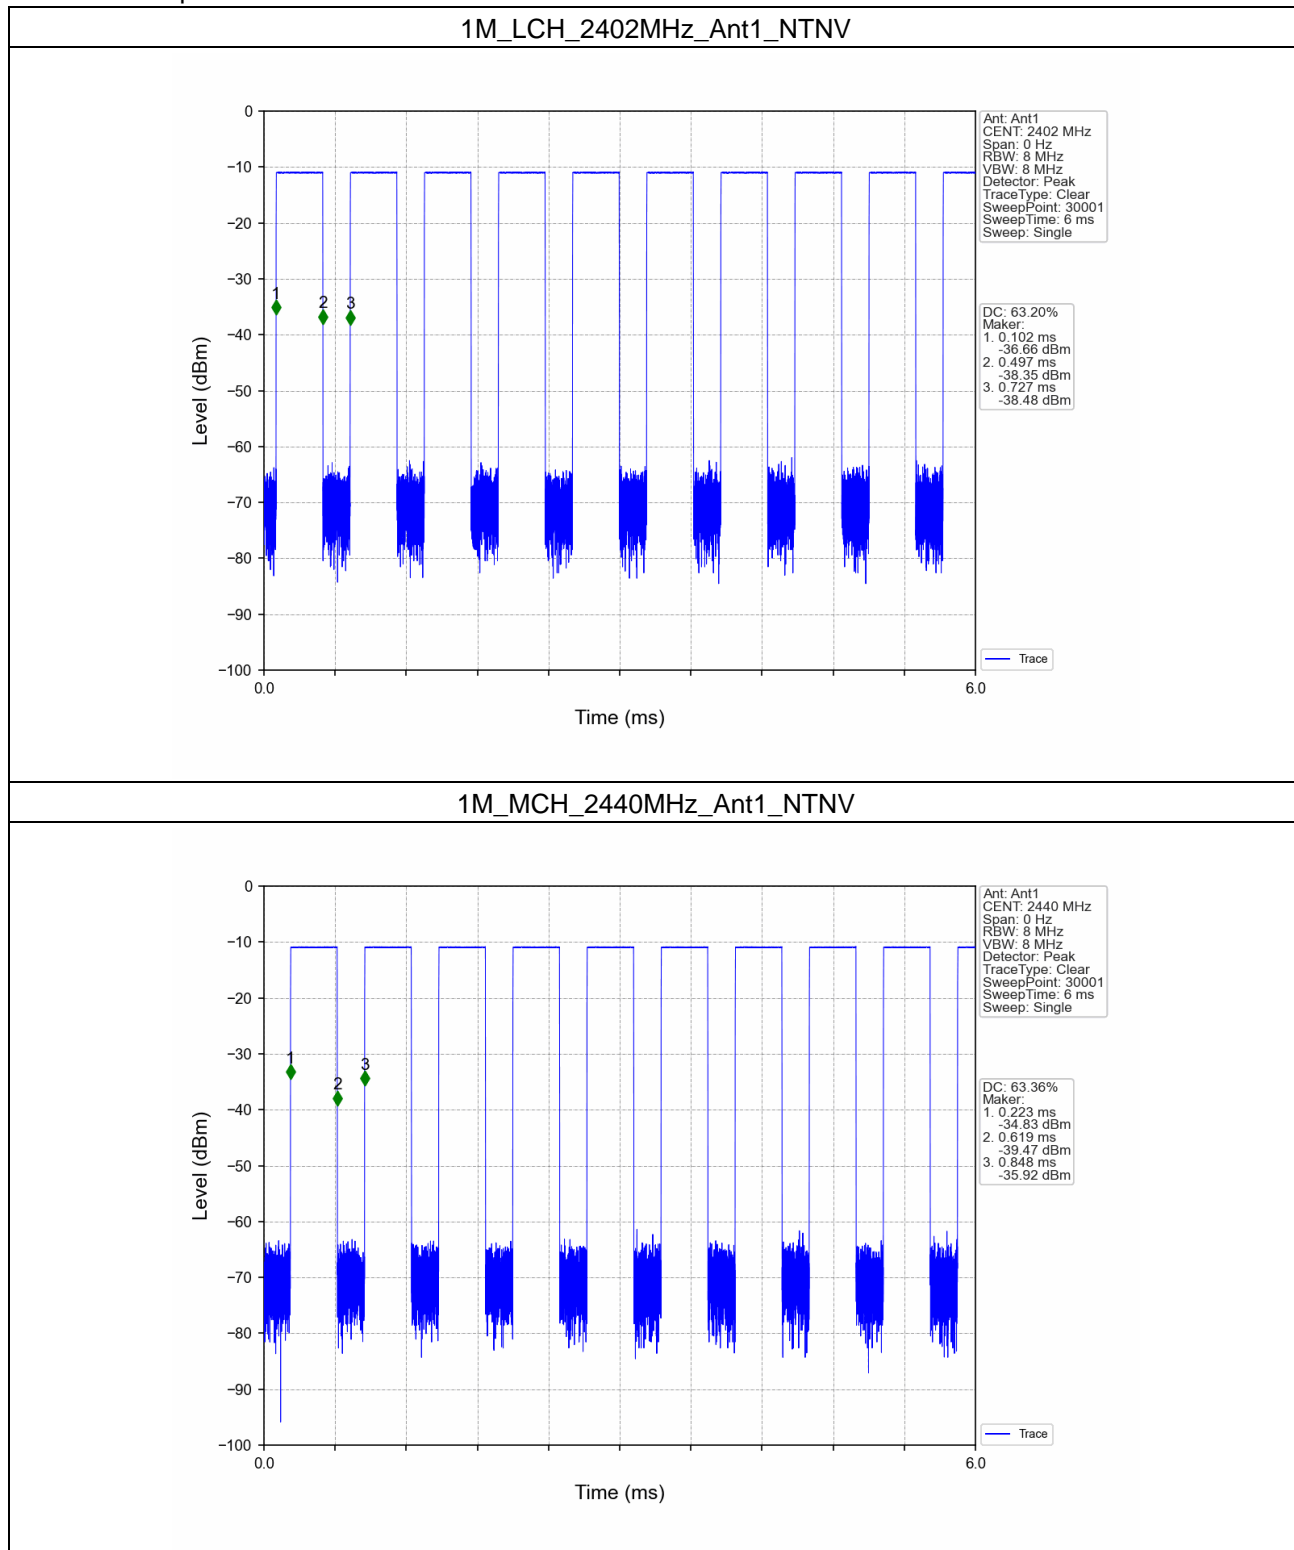 1M_LCH_2402MHz_Ant1_NTNV
0
−10
−20
−30
−40
−50
−60
−70
−80
−90
−100
Level (dBm)
1
2
3
0.0
6.0
Time (ms)
Ant: Ant1
CENT: 2402 MHz
Span: 0 Hz
RBW: 8 MHz
VBW: 8 MHz
Detector: Peak
TraceType: Clear
SweepPoint: 30001
SweepTime: 6 ms
Sweep: Single
DC: 63.20%
Maker:
1. 0.102 ms
-36.66 dBm
2. 0.497 ms
-38.35 dBm
3. 0.727 ms
-38.48 dBm
Trace
1M_MCH_2440MHz_Ant1_NTNV
0
−10
−20
−30
−40
−50
−60
−70
−80
−90
−100
Level (dBm)
1
2
3
0.0
6.0
Time (ms)
Ant: Ant1
CENT: 2440 MHz
Span: 0 Hz
RBW: 8 MHz
VBW: 8 MHz
Detector: Peak
TraceType: Clear
SweepPoint: 30001
SweepTime: 6 ms
Sweep: Single
DC: 63.36%
Maker:
1. 0.223 ms
-34.83 dBm
2. 0.619 ms
-39.47 dBm
3. 0.848 ms
-35.92 dBm
Trace